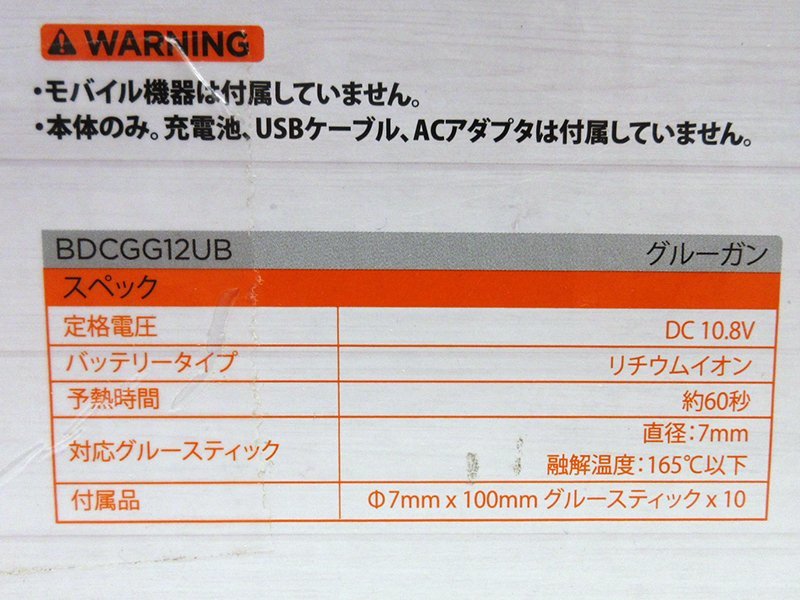 ⚠ WARNING
・モバイル機器は付属していません。
・本体のみ。充電池、USBケーブル、ACアダプタは付属していません。
BDCGG12UB グルーガン
スペック
定格電圧 DC 10.8V
バッテリータイプ リチウムイオン
予熱時間 約60秒
対応グルースティック 直径：7mm
融解温度：165℃以下
付属品 Φ7mm x 100mm グルースティック x 10